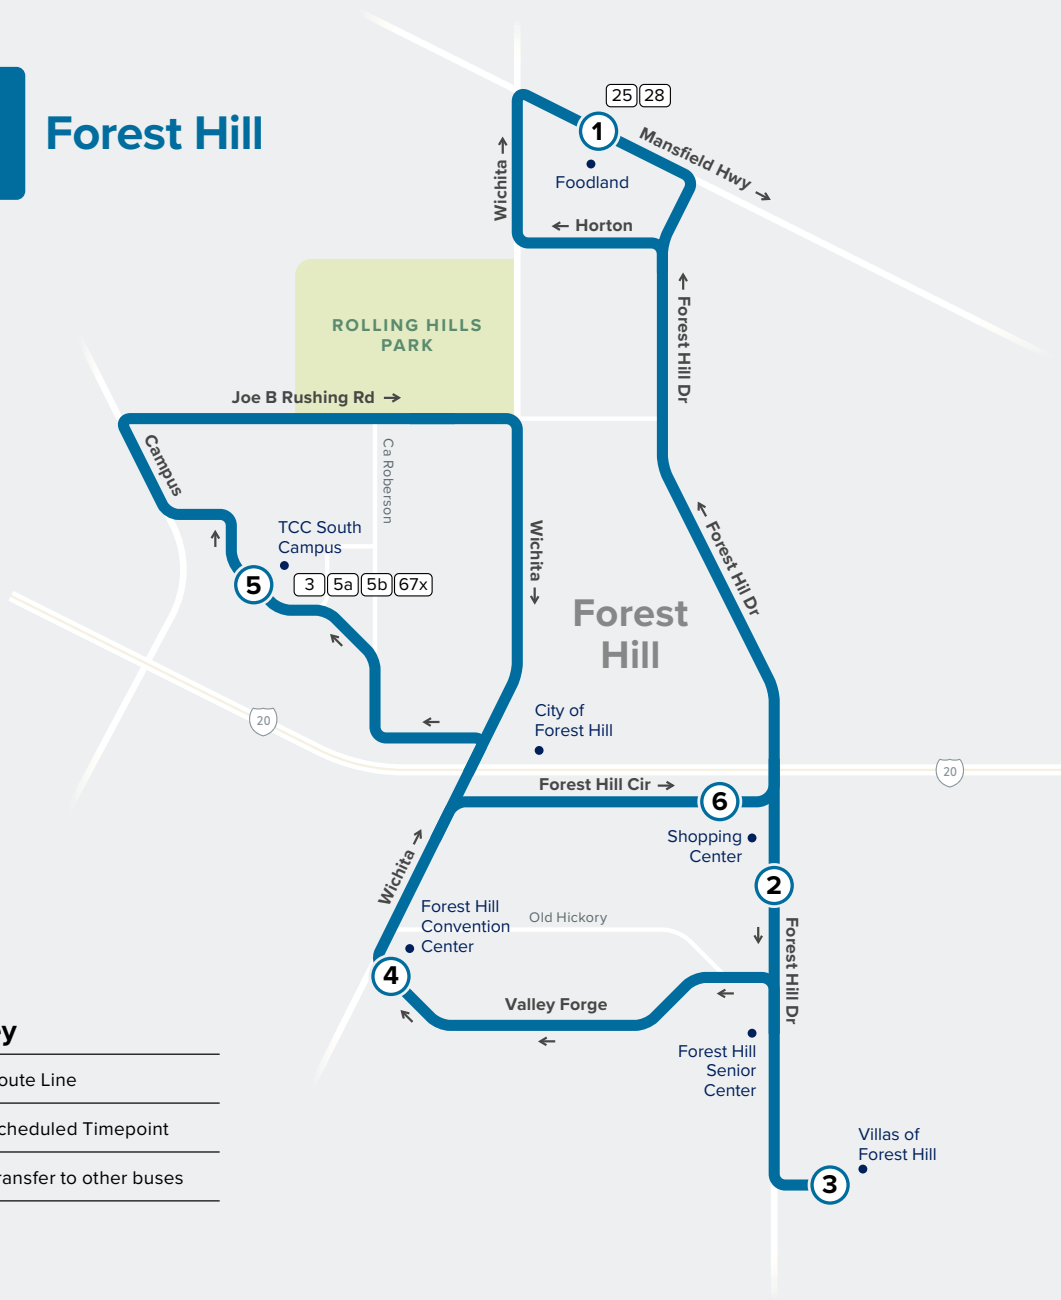 Forest Hill
25 28
1
Mansfield Hwy →
Foodland
Wichita →
← Horton
ROLLING HILLS
PARK
← Forest Hill Dr
Joe B Rushing Rd →
Campus
Ca Roberson
TCC South
Campus
5
3 5a 5b 67x
Wichita →
← Forest Hil Dr
Forest
Hill
20
City of
Forest Hill
20
Forest Hill Cir →
6
Shopping
Center
Wichita →
2
Forest Hill
Convention
Center
Old Hickory
4
Forest Hill Dr
Valley Forge
Forest Hill
Senior
Center
Villas of
Forest Hill
3
y
oute Line
cheduled Timepoint
ransfer to other buses